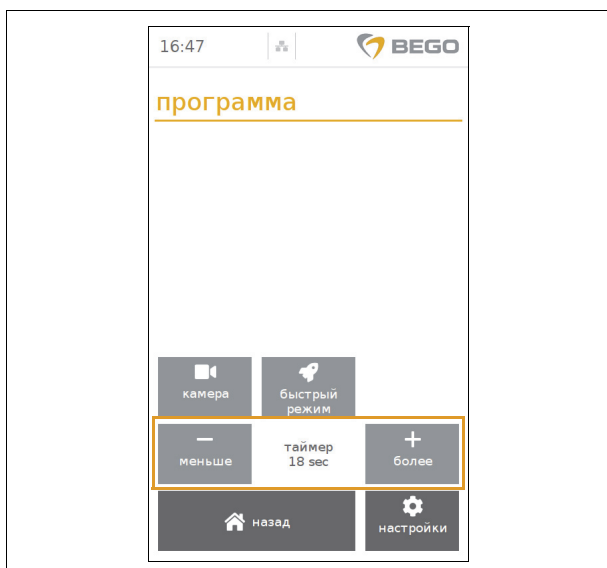 16:47
BEGO
программа
камера
быстрый
режим
меньше
таймер
18 sec
более
назад
настройки